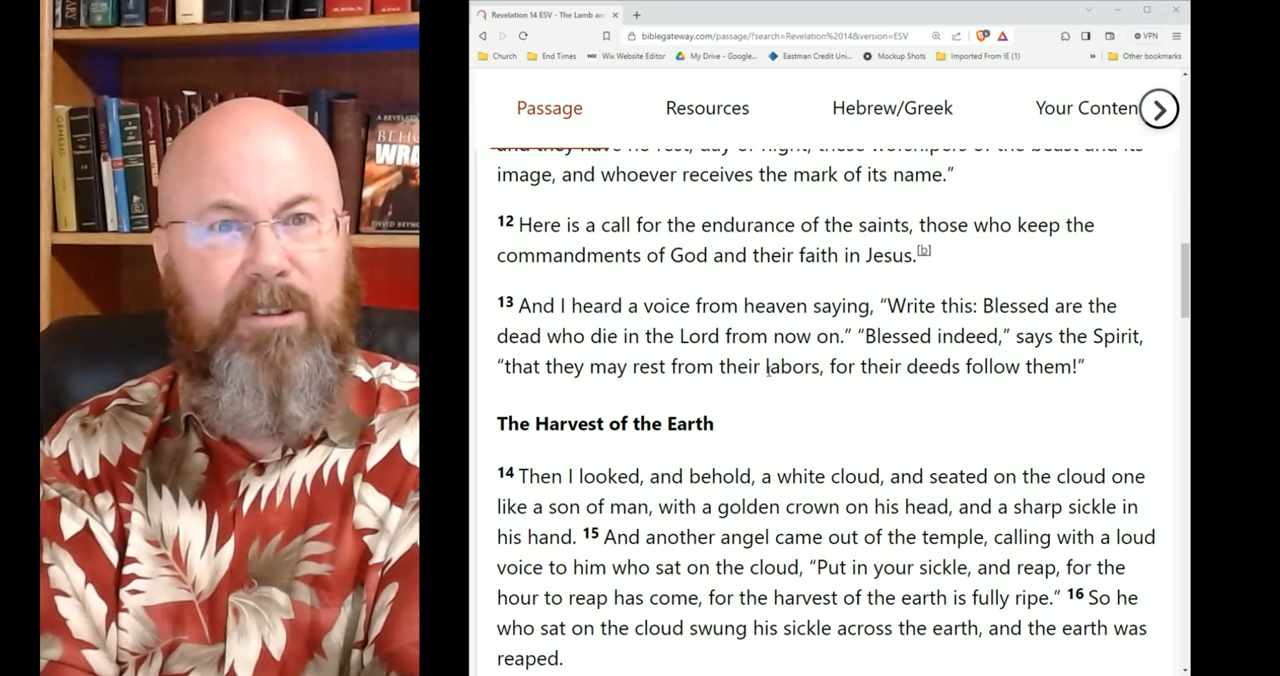 Revelation 14 ESV - The Lamb an
biblegateway.com/passage/?search=Revelation%2014&version=ESV
VPN
Church
End Times
WIX Wix Website Editor
My Drive - Google...
Eastman Credit Uni...
Mockup Shots
Imported From IE (1)
»
Other bookmarks
Passage
Resources
Hebrew/Greek
Your Conten
image, and whoever receives the mark of its name.”
12 Here is a call for the endurance of the saints, those who keep the
commandments of God and their faith in Jesus.[b]
13 And I heard a voice from heaven saying, “Write this: Blessed are the
dead who die in the Lord from now on.” “Blessed indeed,” says the Spirit,
“that they may rest from their labors, for their deeds follow them!”
The Harvest of the Earth
14 Then I looked, and behold, a white cloud, and seated on the cloud one
like a son of man, with a golden crown on his head, and a sharp sickle in
his hand. 15 And another angel came out of the temple, calling with a loud
voice to him who sat on the cloud, “Put in your sickle, and reap, for the
hour to reap has come, for the harvest of the earth is fully ripe.” 16 So he
who sat on the cloud swung his sickle across the earth, and the earth was
reaped.
GENESIS
A REVELA
BEHO
WRA
DAVID REYNO